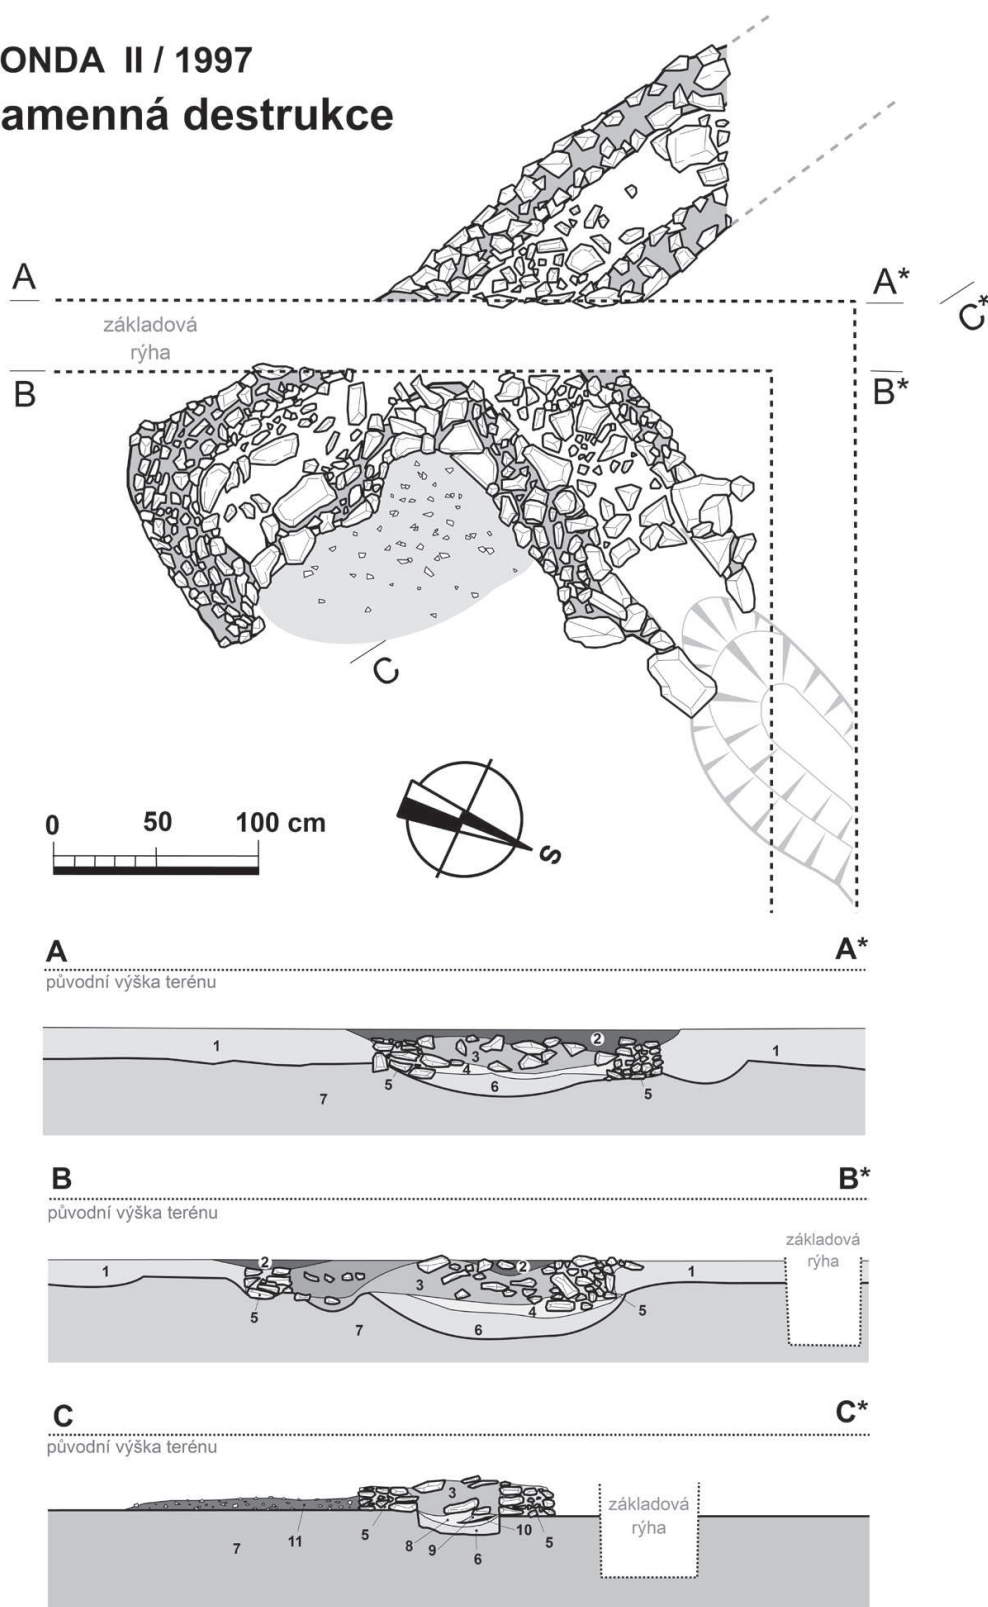 ONDA II / 1997
amenná destrukce
A A*
C*
základová
rýha
B B*
C
0 50 100 cm
S
A A*
původní výška terénu
1 2 3 1
4
5 6 5
7
B B*
původní výška terénu
základová
rýha
1 2 3 2 1
5 4 5
7 6
C C*
původní výška terénu
3
základová
rýha
5 10 5
7 11 8 9 6